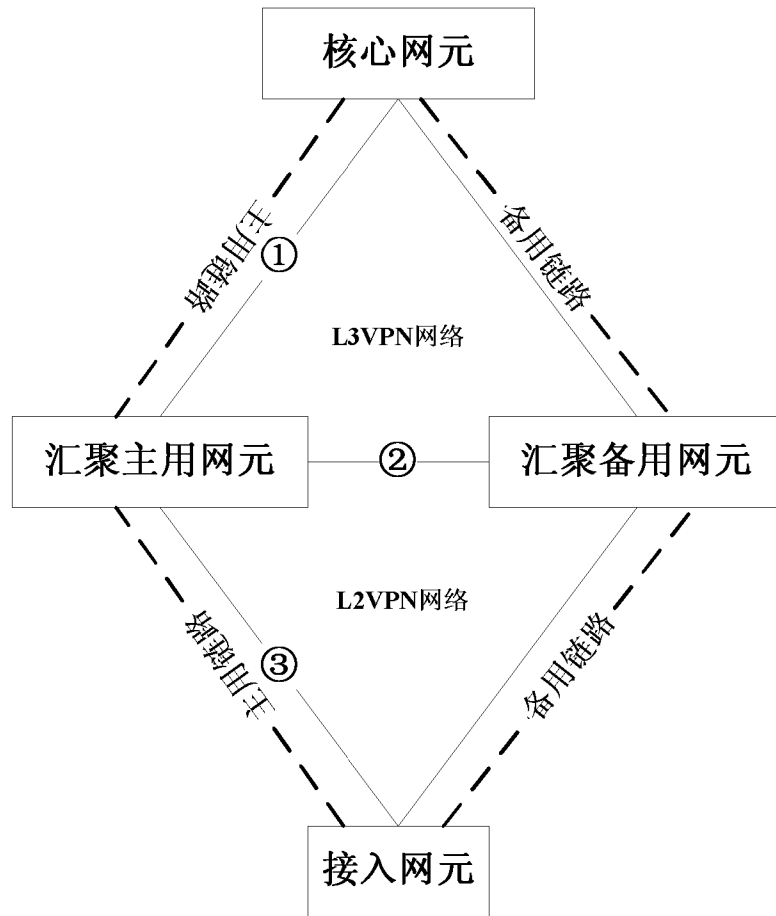 核心网元
主用链路
①
备用链路
L3VPN网络
汇聚主用网元
②
汇聚备用网元
L2VPN网络
主用链路
③
备用链路
接入网元